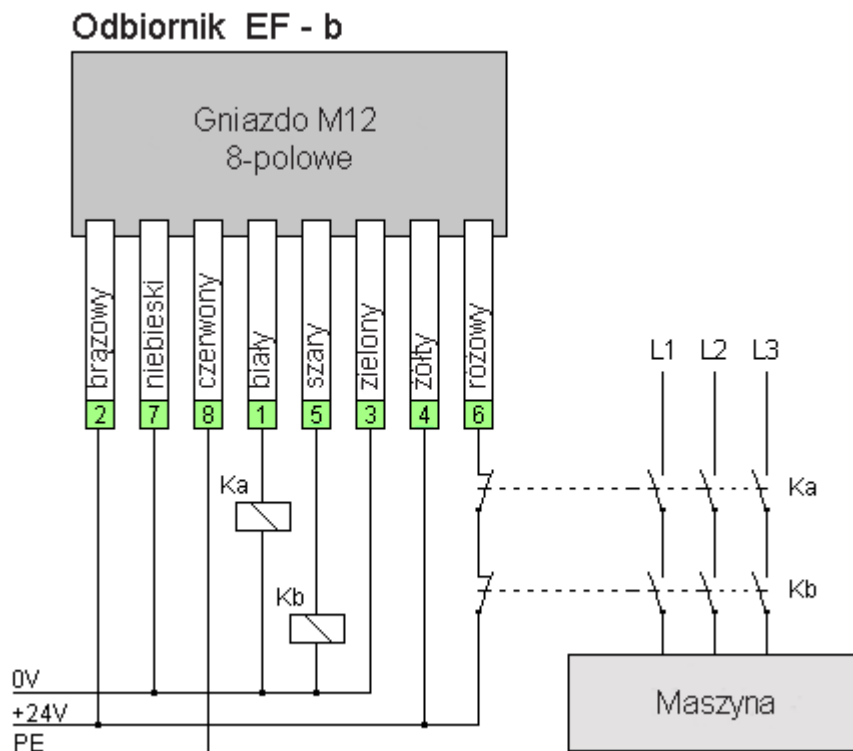 Odbiornik EF - b
Gniazdo M12
8-polowe
brązowy
niebieski
czerwony
biały
szary
zielony
żółty
różowy
2
7
8
1
5
3
4
6
L1
L2
L3
Ka
Ka
Kb
Kb
0V
+24V
PE
Maszyna